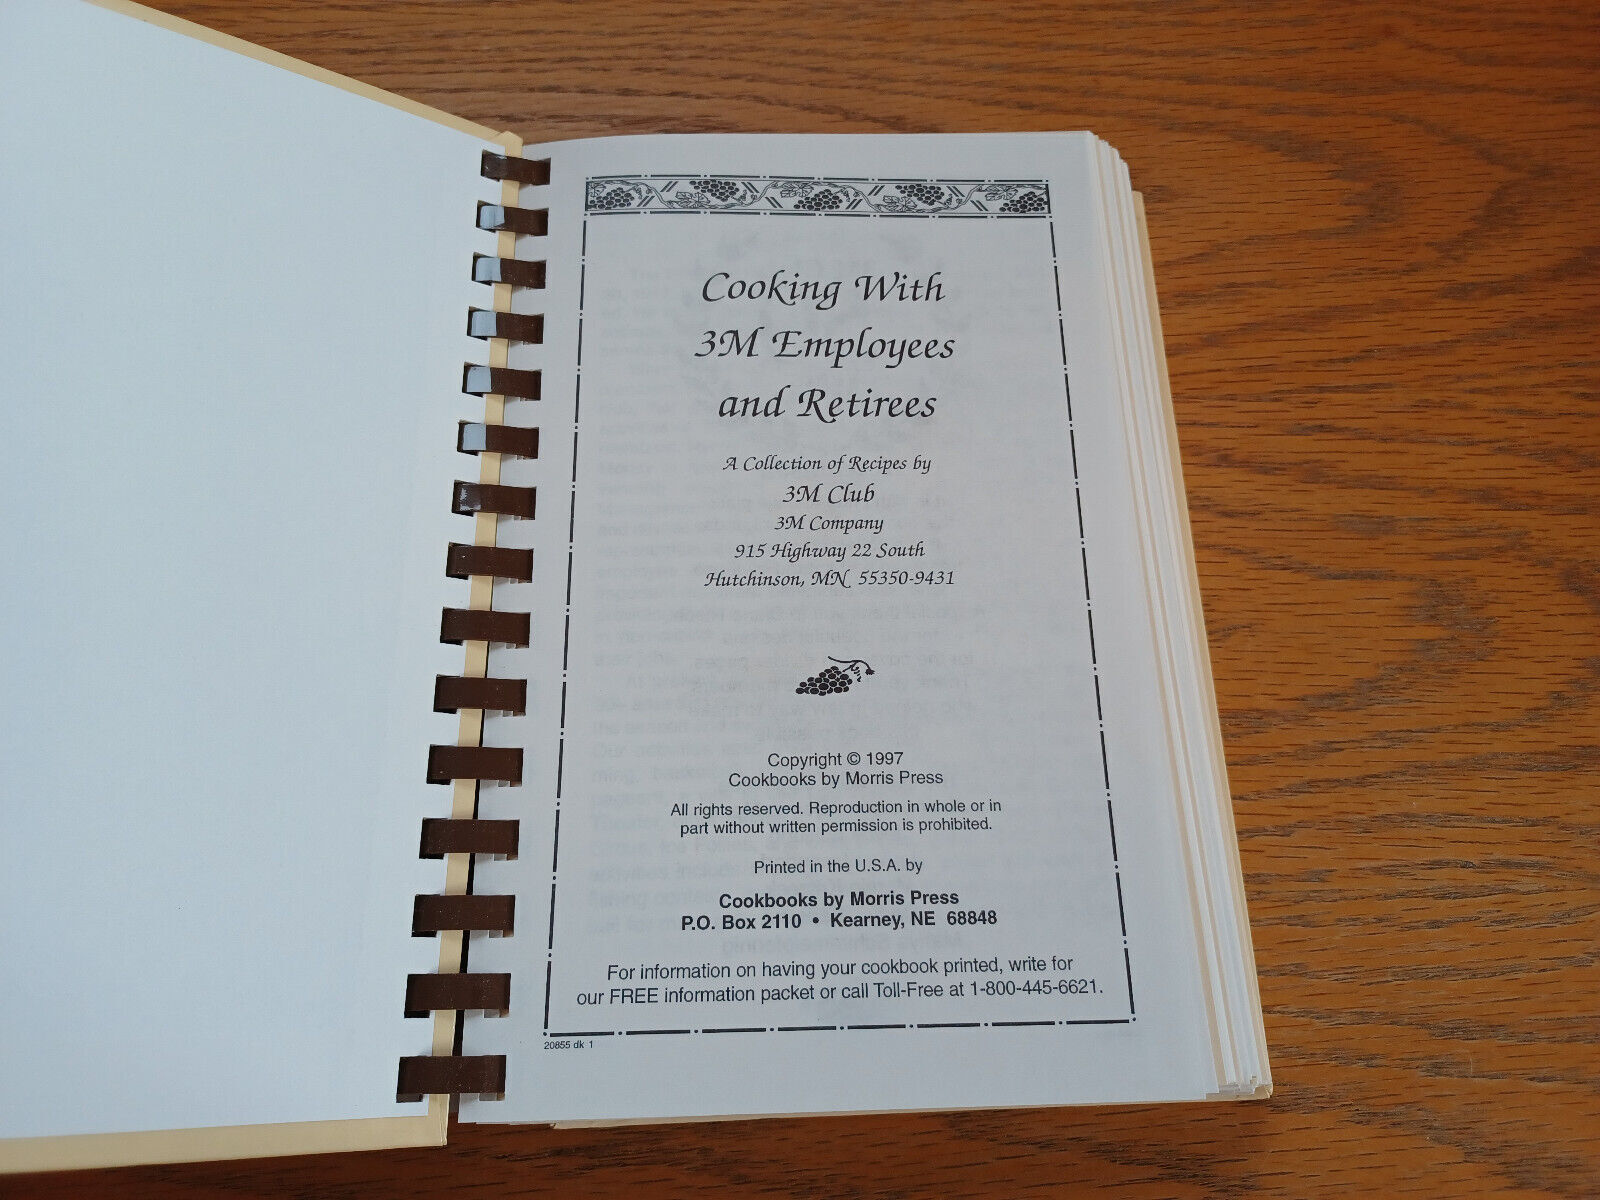 Cooking With
3M Employees
and Retirees
A Collection of Recipes by
3M Club
3M Company
915 Highway 22 South
Hutchinson, MN 55350-9431
Copyright © 1997
Cookbooks by Morris Press
All rights reserved. Reproduction in whole or in
part without written permission is prohibited.
Printed in the U.S.A. by
Cookbooks by Morris Press
P.O. Box 2110 • Kearney, NE 68848
For information on having your cookbook printed, write for
our FREE information packet or call Toll-Free at 1-800-445-6621.
20855 dk 1